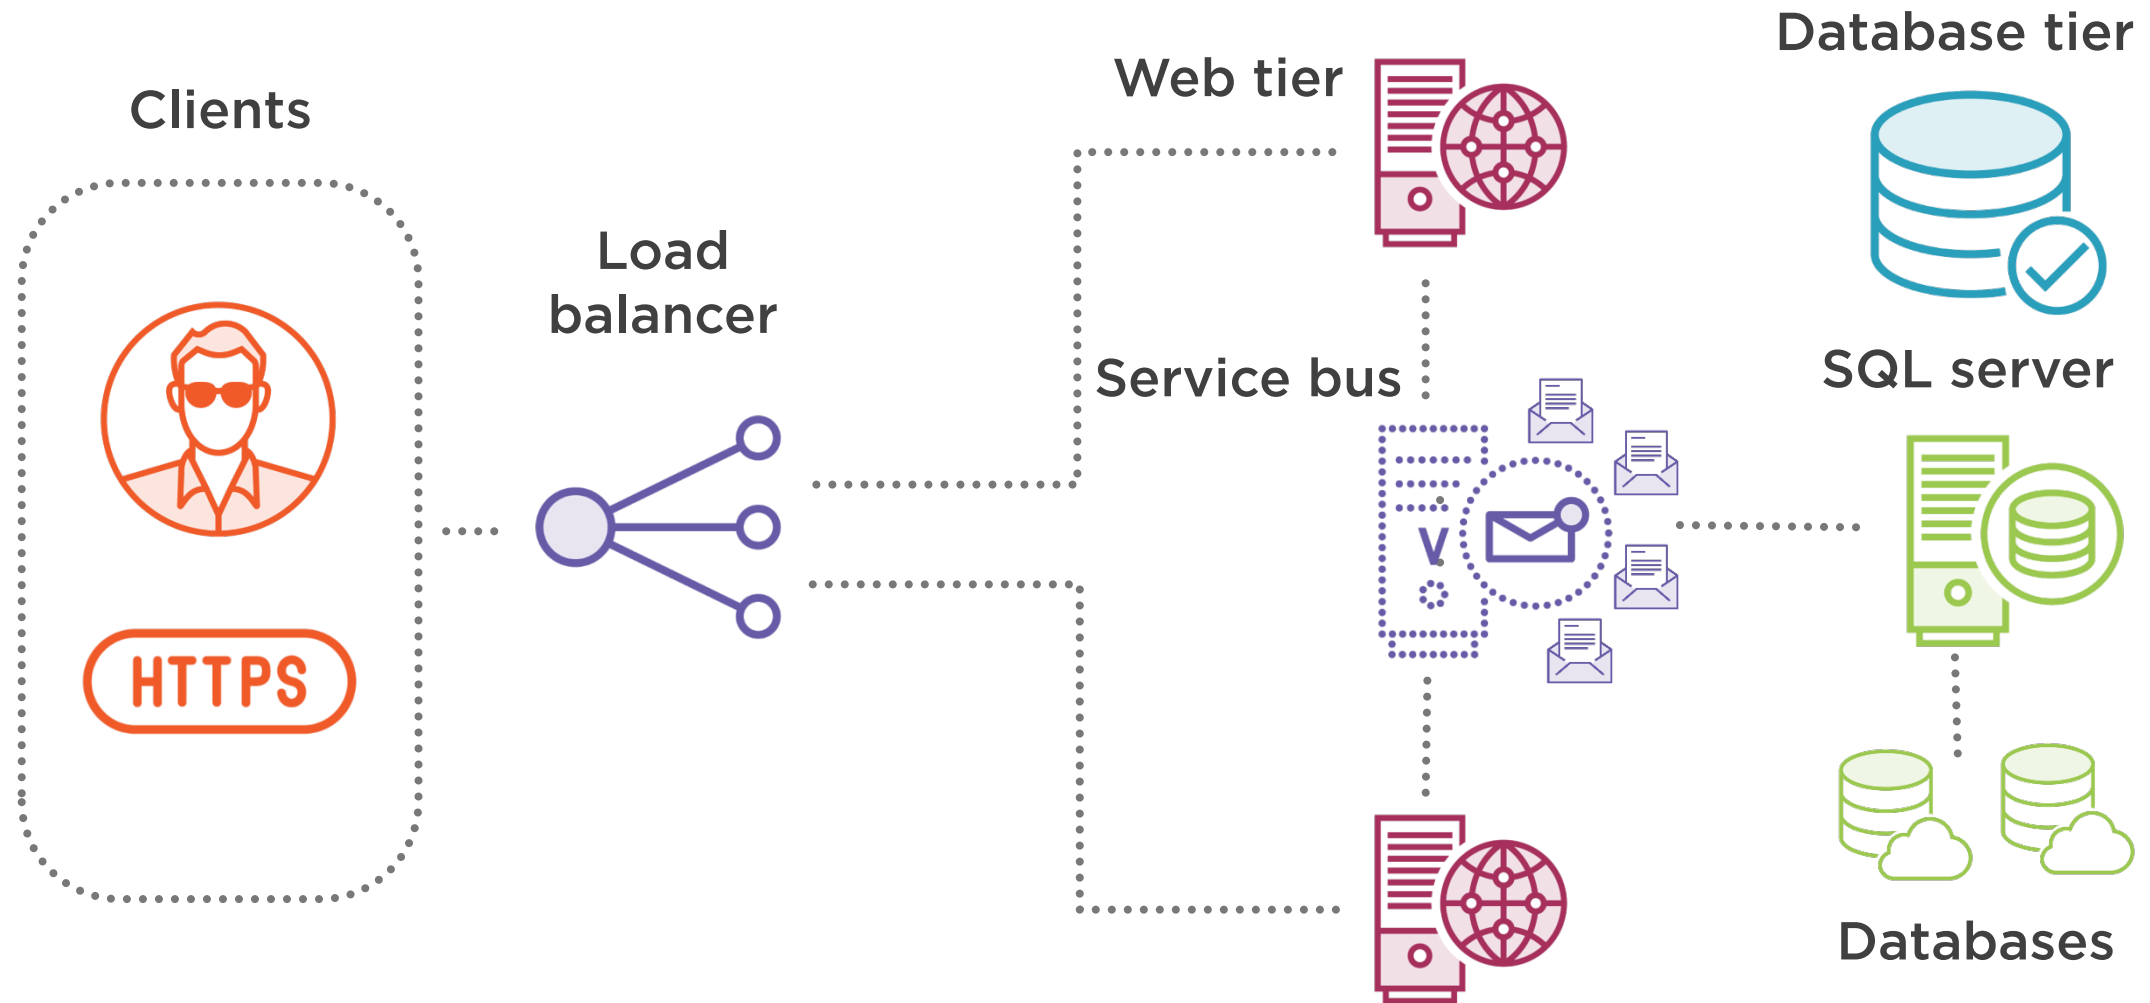 Clients
HTTPS
Load
balancer
Web tier
Service bus
V
Database tier
SQL server
Databases